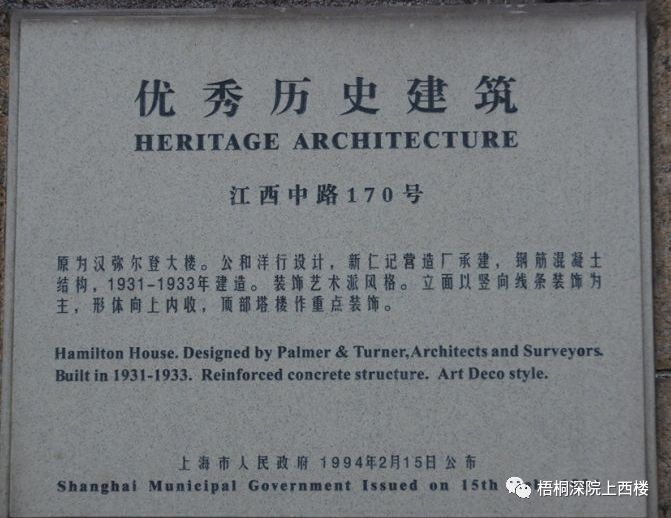 优秀历史建筑
HERITAGE ARCHITECTURE
江西中路170号
原为汉弥尔登大楼。公和洋行设计，新仁记营造厂承建，钢筋混凝土
结构，1931-1933年建造。装饰艺术派风格。立面以竖向线条装饰为
主，形体向上内收，顶部塔楼作重点装饰。
Hamilton House. Designed by Palmer & Turner, Architects and Surveyors.
Built in 1931-1933. Reinforced concrete structure. Art Deco style.
上海市人民政府 1994年2月15日公布
Shanghai Municipal Government Issued on 15th
梧桐深院上西楼